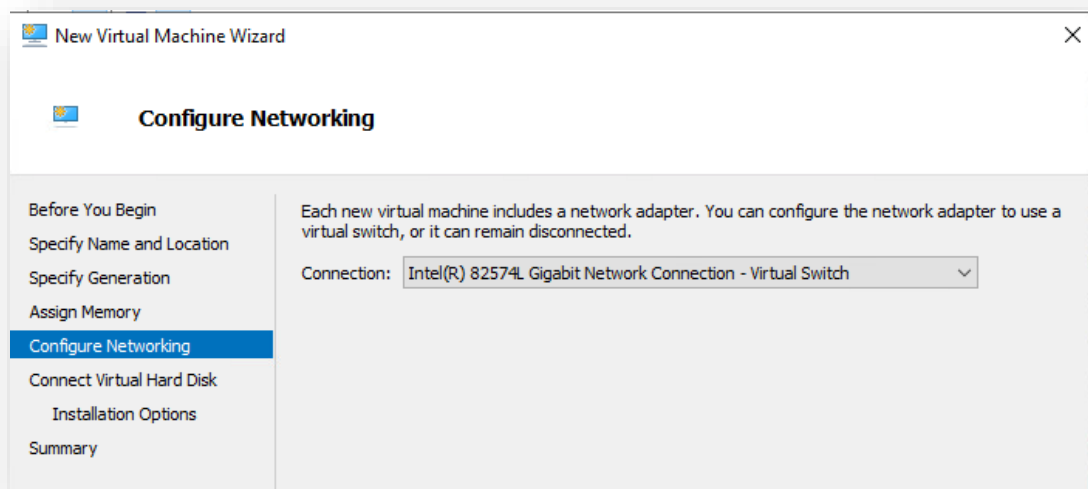 New Virtual Machine Wizard
Configure Networking
Before You Begin
Specify Name and Location
Specify Generation
Assign Memory
Configure Networking
Connect Virtual Hard Disk
Installation Options
Summary
Each new virtual machine includes a network adapter. You can configure the network adapter to use a
virtual switch, or it can remain disconnected.
Connection: Intel(R) 82574L Gigabit Network Connection - Virtual Switch